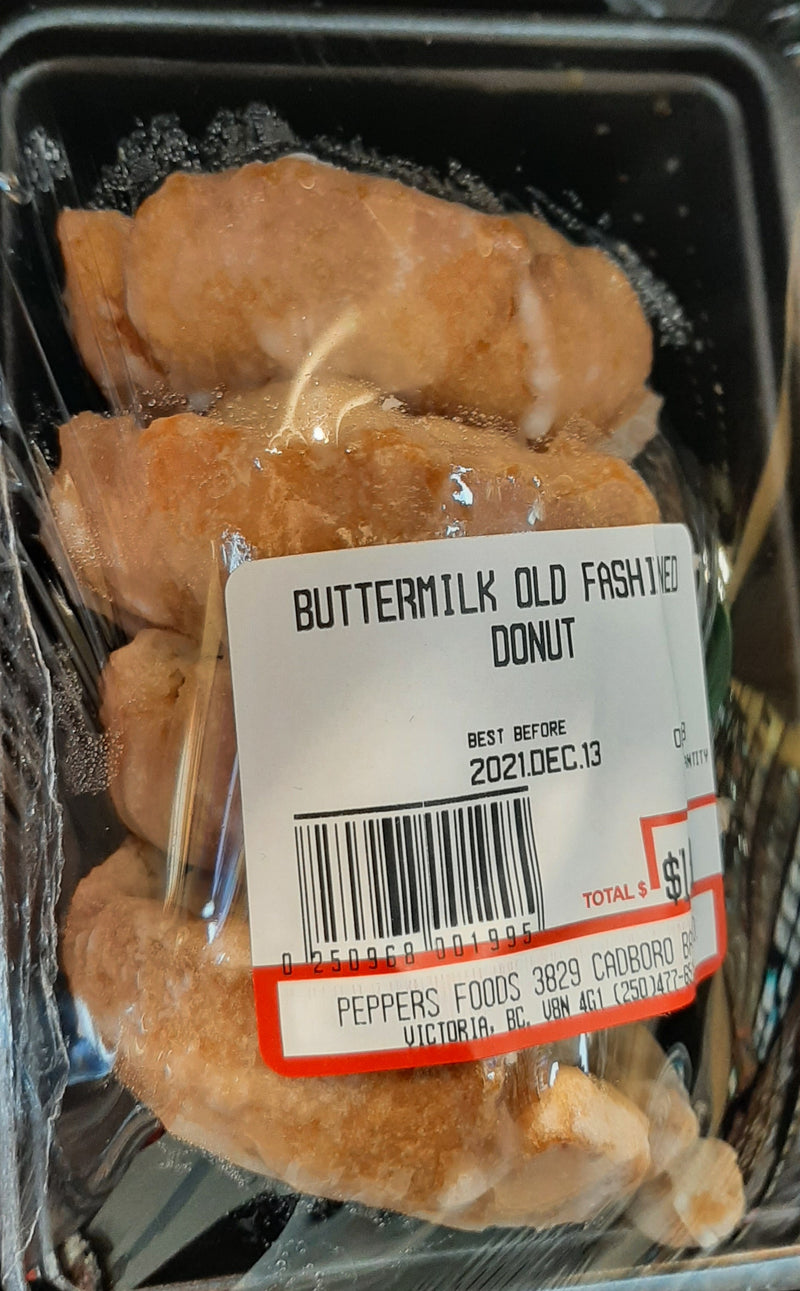 BUTTERMILK OLD FASHINED
DONUT
BEST BEFORE
2021.DEC.13
TOTAL $
0 250968 001995
PEPPERS FOODS 3829 CADBORO
VICTORIA, BC, V8N 4G1 (250)477-